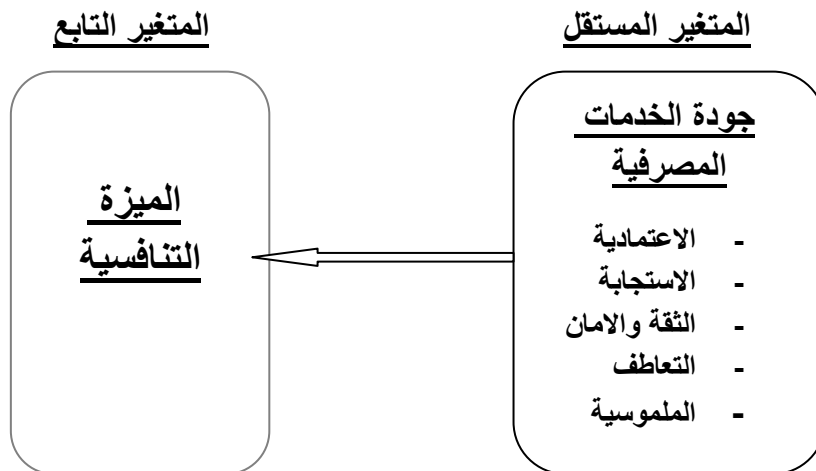 المتغير المستقل
جودة الخدمات
المصرفية
- الاعتمادية
- الاستجابة
- الثقة والامان
- التعاطف
- الملموسية
المتغير التابع
الميزة
التنافسية